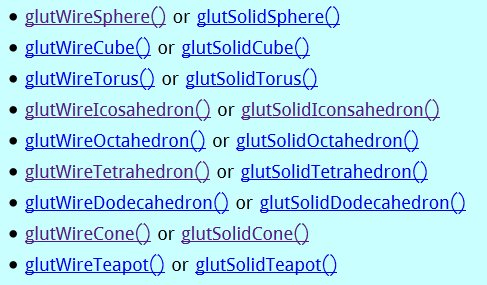 • glutWireSphere() or glutSolidSphere()
• glutWireCube() or glutSolidCube()
• glutWireTorus() or glutSolidTorus()
• glutWireIcosahedron() or glutSolidIconsahedron()
• glutWireOctahedron() or glutSolidOctahedron()
• glutWireTetrahedron() or glutSolidTetrahedron()
• glutWireDodecahedron() or glutSolidDodecahedron()
• glutWireCone() or glutSolidCone()
• glutWireTeapot() or glutSolidTeapot()